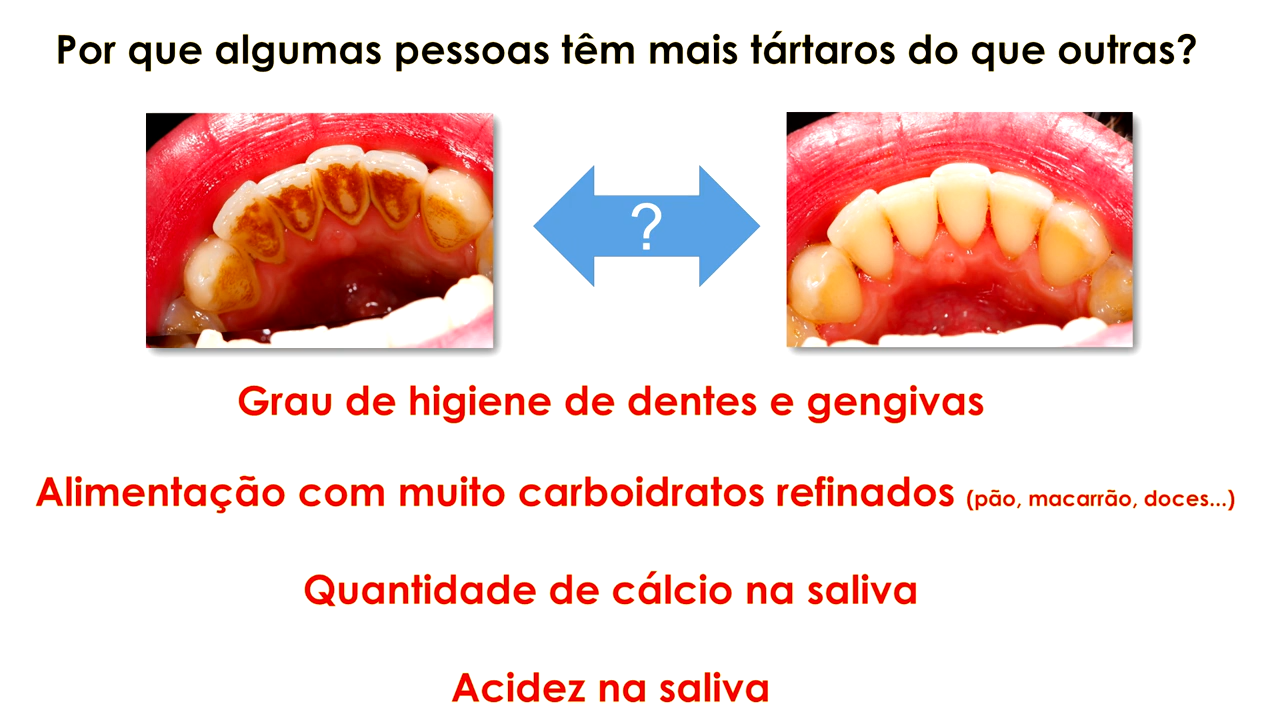 Por que algumas pessoas têm mais tártaros do que outras?
?
Grau de higiene de dentes e gengivas
Alimentação com muito carboidratos refinados (pão, macarrão, doces...)
Quantidade de cálcio na saliva
Acidez na saliva